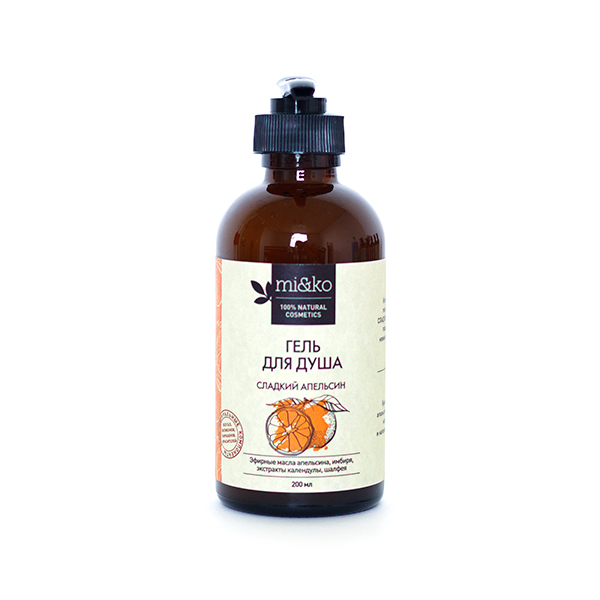 mi&ko
100% NATURAL
COSMETICS
ГЕЛЬ
ДЛЯ ДУША
СЛАДКИЙ АПЕЛЬСИН
Эфирные масла апельсина, имбиря,
экстракты календулы, шалфея
200 мл